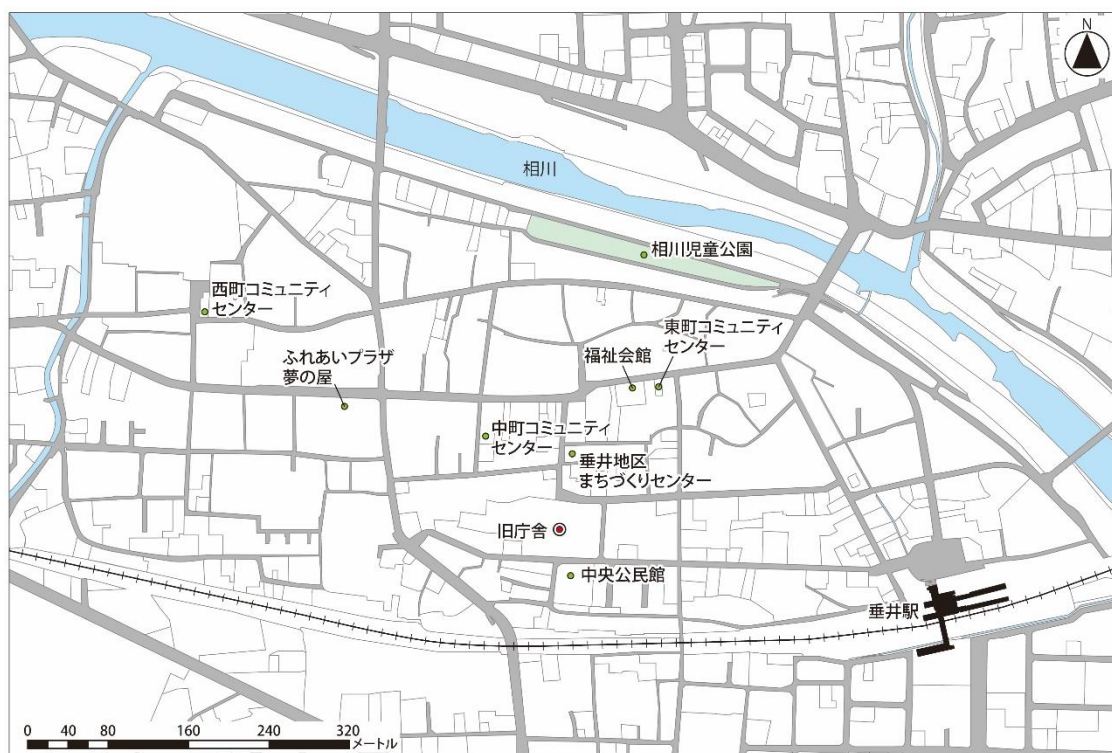 N
相川
相川児童公園
西町コミュニティ
センター
東町コミュニティ
センター
福祉会館
ふれあいプラザ
夢の屋
中町コミュニティ
センター
垂井地区
まちづくりセンター
旧庁舎
中央公民館
垂井駅
0 40 80 160 240 320
メートル